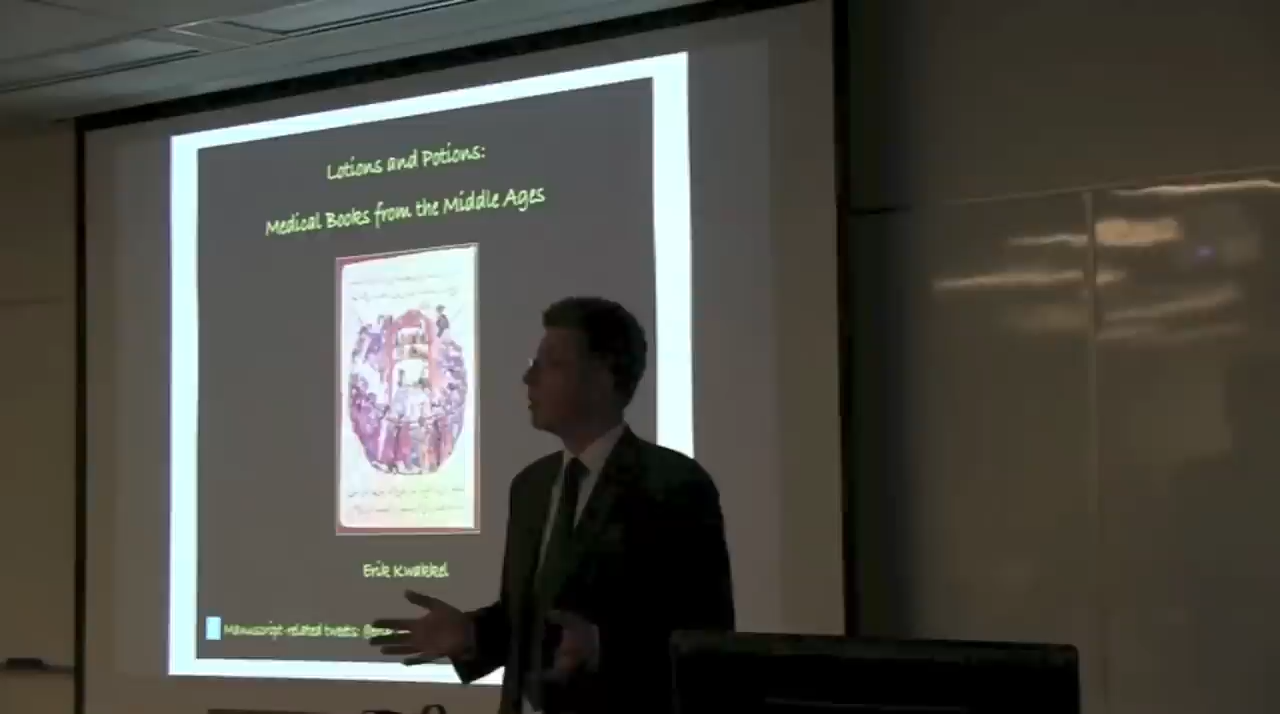 Lotions and Potions:
Medical Books from the Middle Ages
Erik Kwakkel
Manuscript-related tweets: